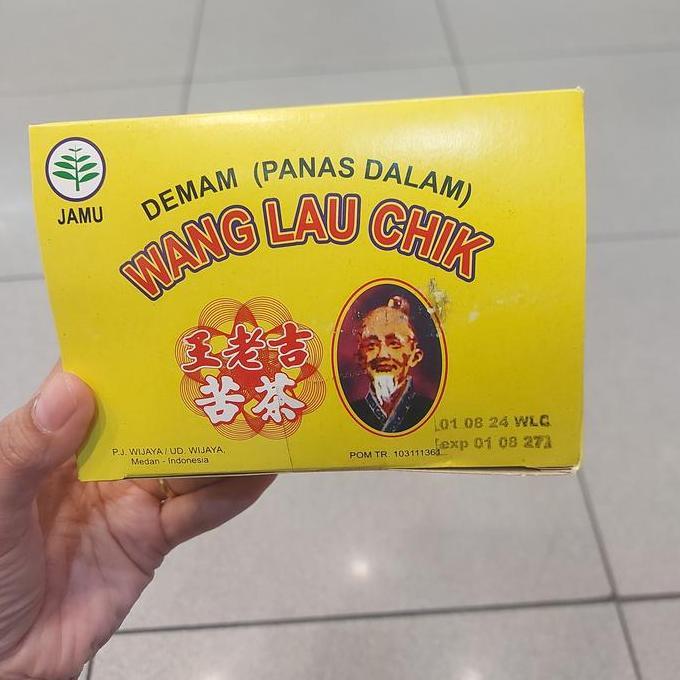 JAMU
DEMAM (PANAS DALAM)
WANG LAU CHIK
王老吉
苦茶
P.J. WIJAYA / UD. WIJAYA,
Medan - Indonesia
POM TR. 103111361
01 08 24 WLC
exp 01 08 27